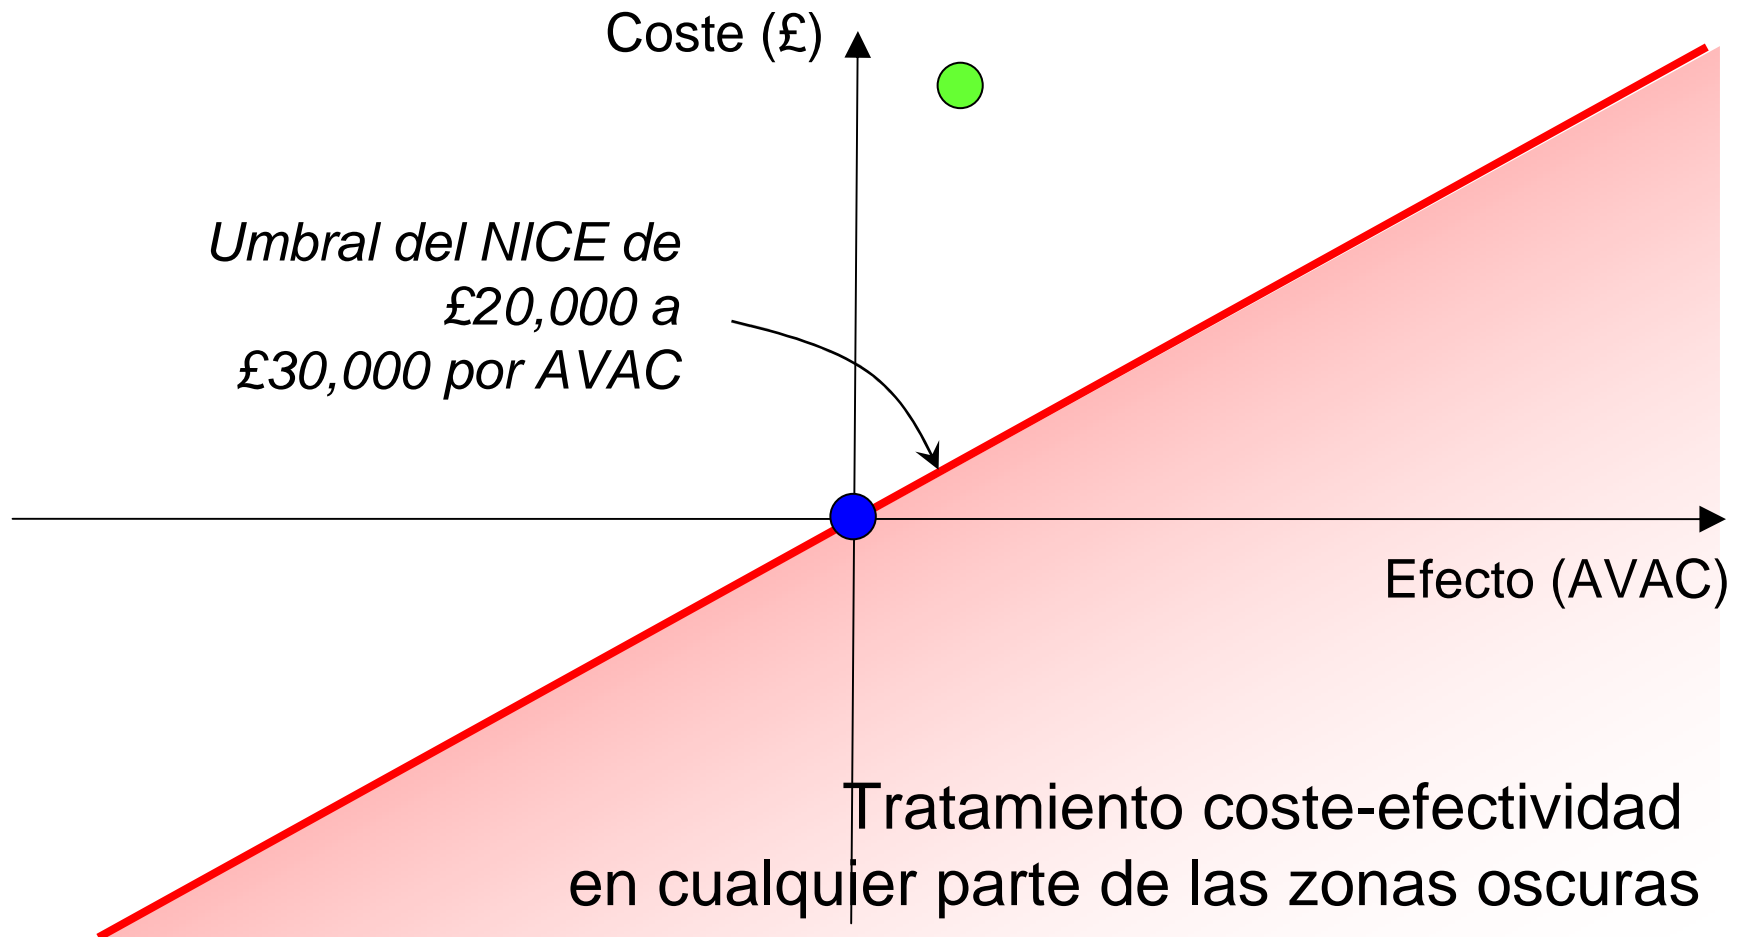 Coste (£)
Umbral del NICE de
£20,000 a
£30,000 por AVAC
Efecto (AVAC)
Tratamiento coste-efectividad
en cualquier parte de las zonas oscuras